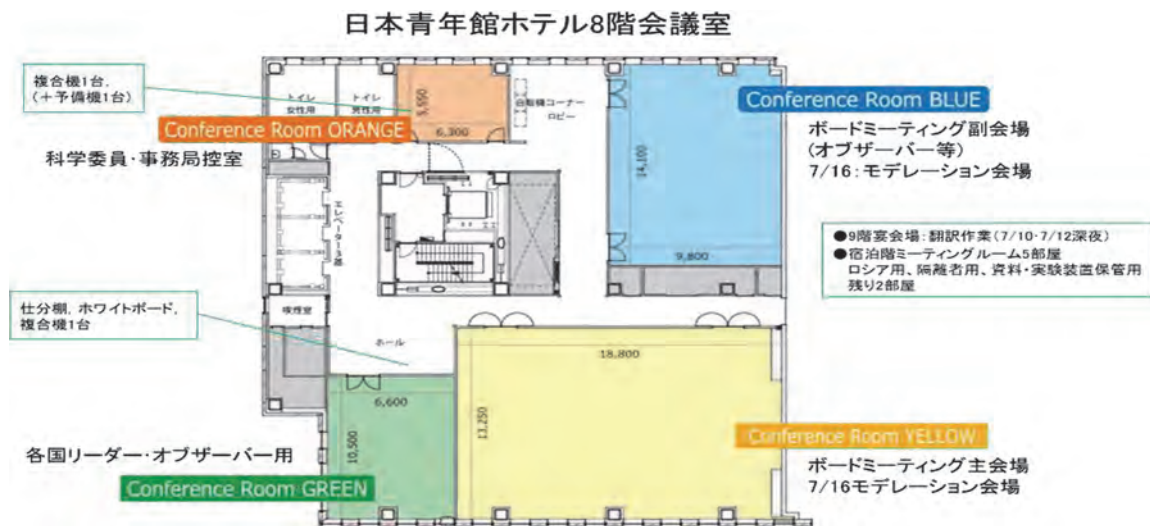 日本青年館ホテル8階会議室
複合機1台、
(+予備機1台)
トイレ
女性用
トイレ
男性用
5,550
6,300
自販機コーナー
ロビー
Conference Room ORANGE
科学委員・事務局控室
Conference Room BLUE
ボードミーティング副会場
(オブザーバー等)
7/16:モデレーション会場
14,100
9,800
●9階宴会場:翻訳作業(7/10・7/12深夜)
●宿泊階ミーティングルーム5部屋
ロシア用、隔離者用、資料・実験装置保管用
残り2部屋
仕分棚、ホワイトボード、
複合機1台
喫煙室
ホール
18,800
13,250
6,600
10,500
各国リーダー・オブザーバー用
Conference Room GREEN
Conference Room YELLOW
ボードミーティング主会場
7/16モデレーション会場